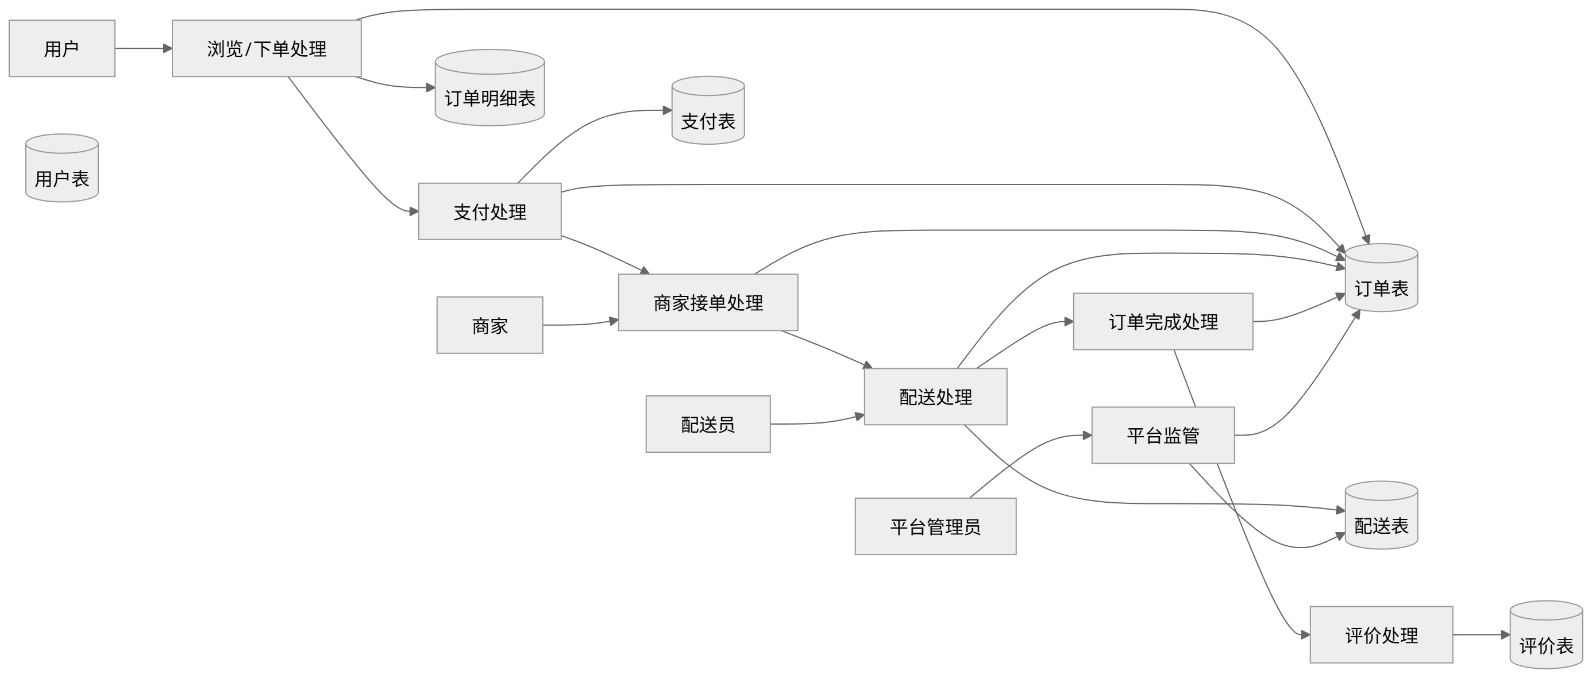 用户
浏览/下单处理
订单明细表
支付表
用户表
支付处理
商家接单处理
订单表
商家
订单完成处理
配送处理
配送员
平台监管
平台管理员
配送表
评价处理
评价表